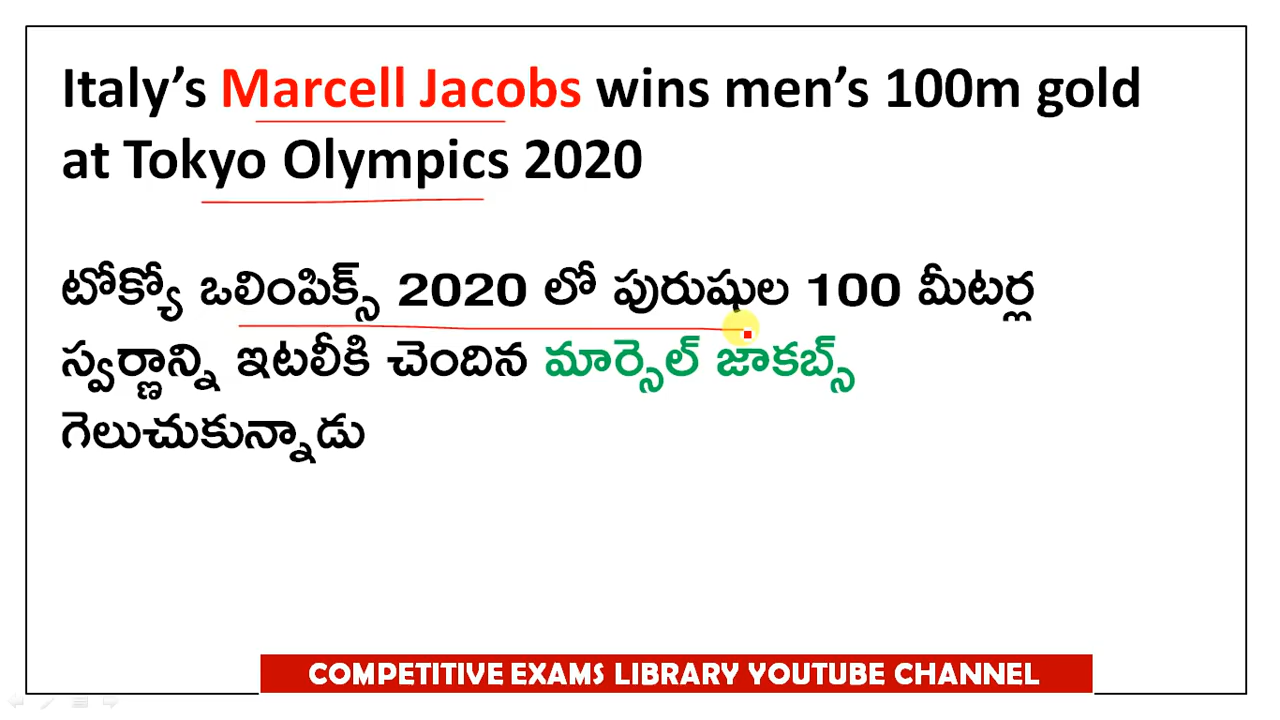 Italy’s Marcell Jacobs wins men’s 100m gold
at Tokyo Olympics 2020
టోక్యో ఒలింపిక్స్ 2020 లో పురుషుల 100 మీటర్ల
స్వర్ణాన్ని ఇటలీకి చెందిన మార్సెల్ జాకబ్స్
గెలుచుకున్నాడు
COMPETITIVE EXAMS LIBRARY YOUTUBE CHANNEL